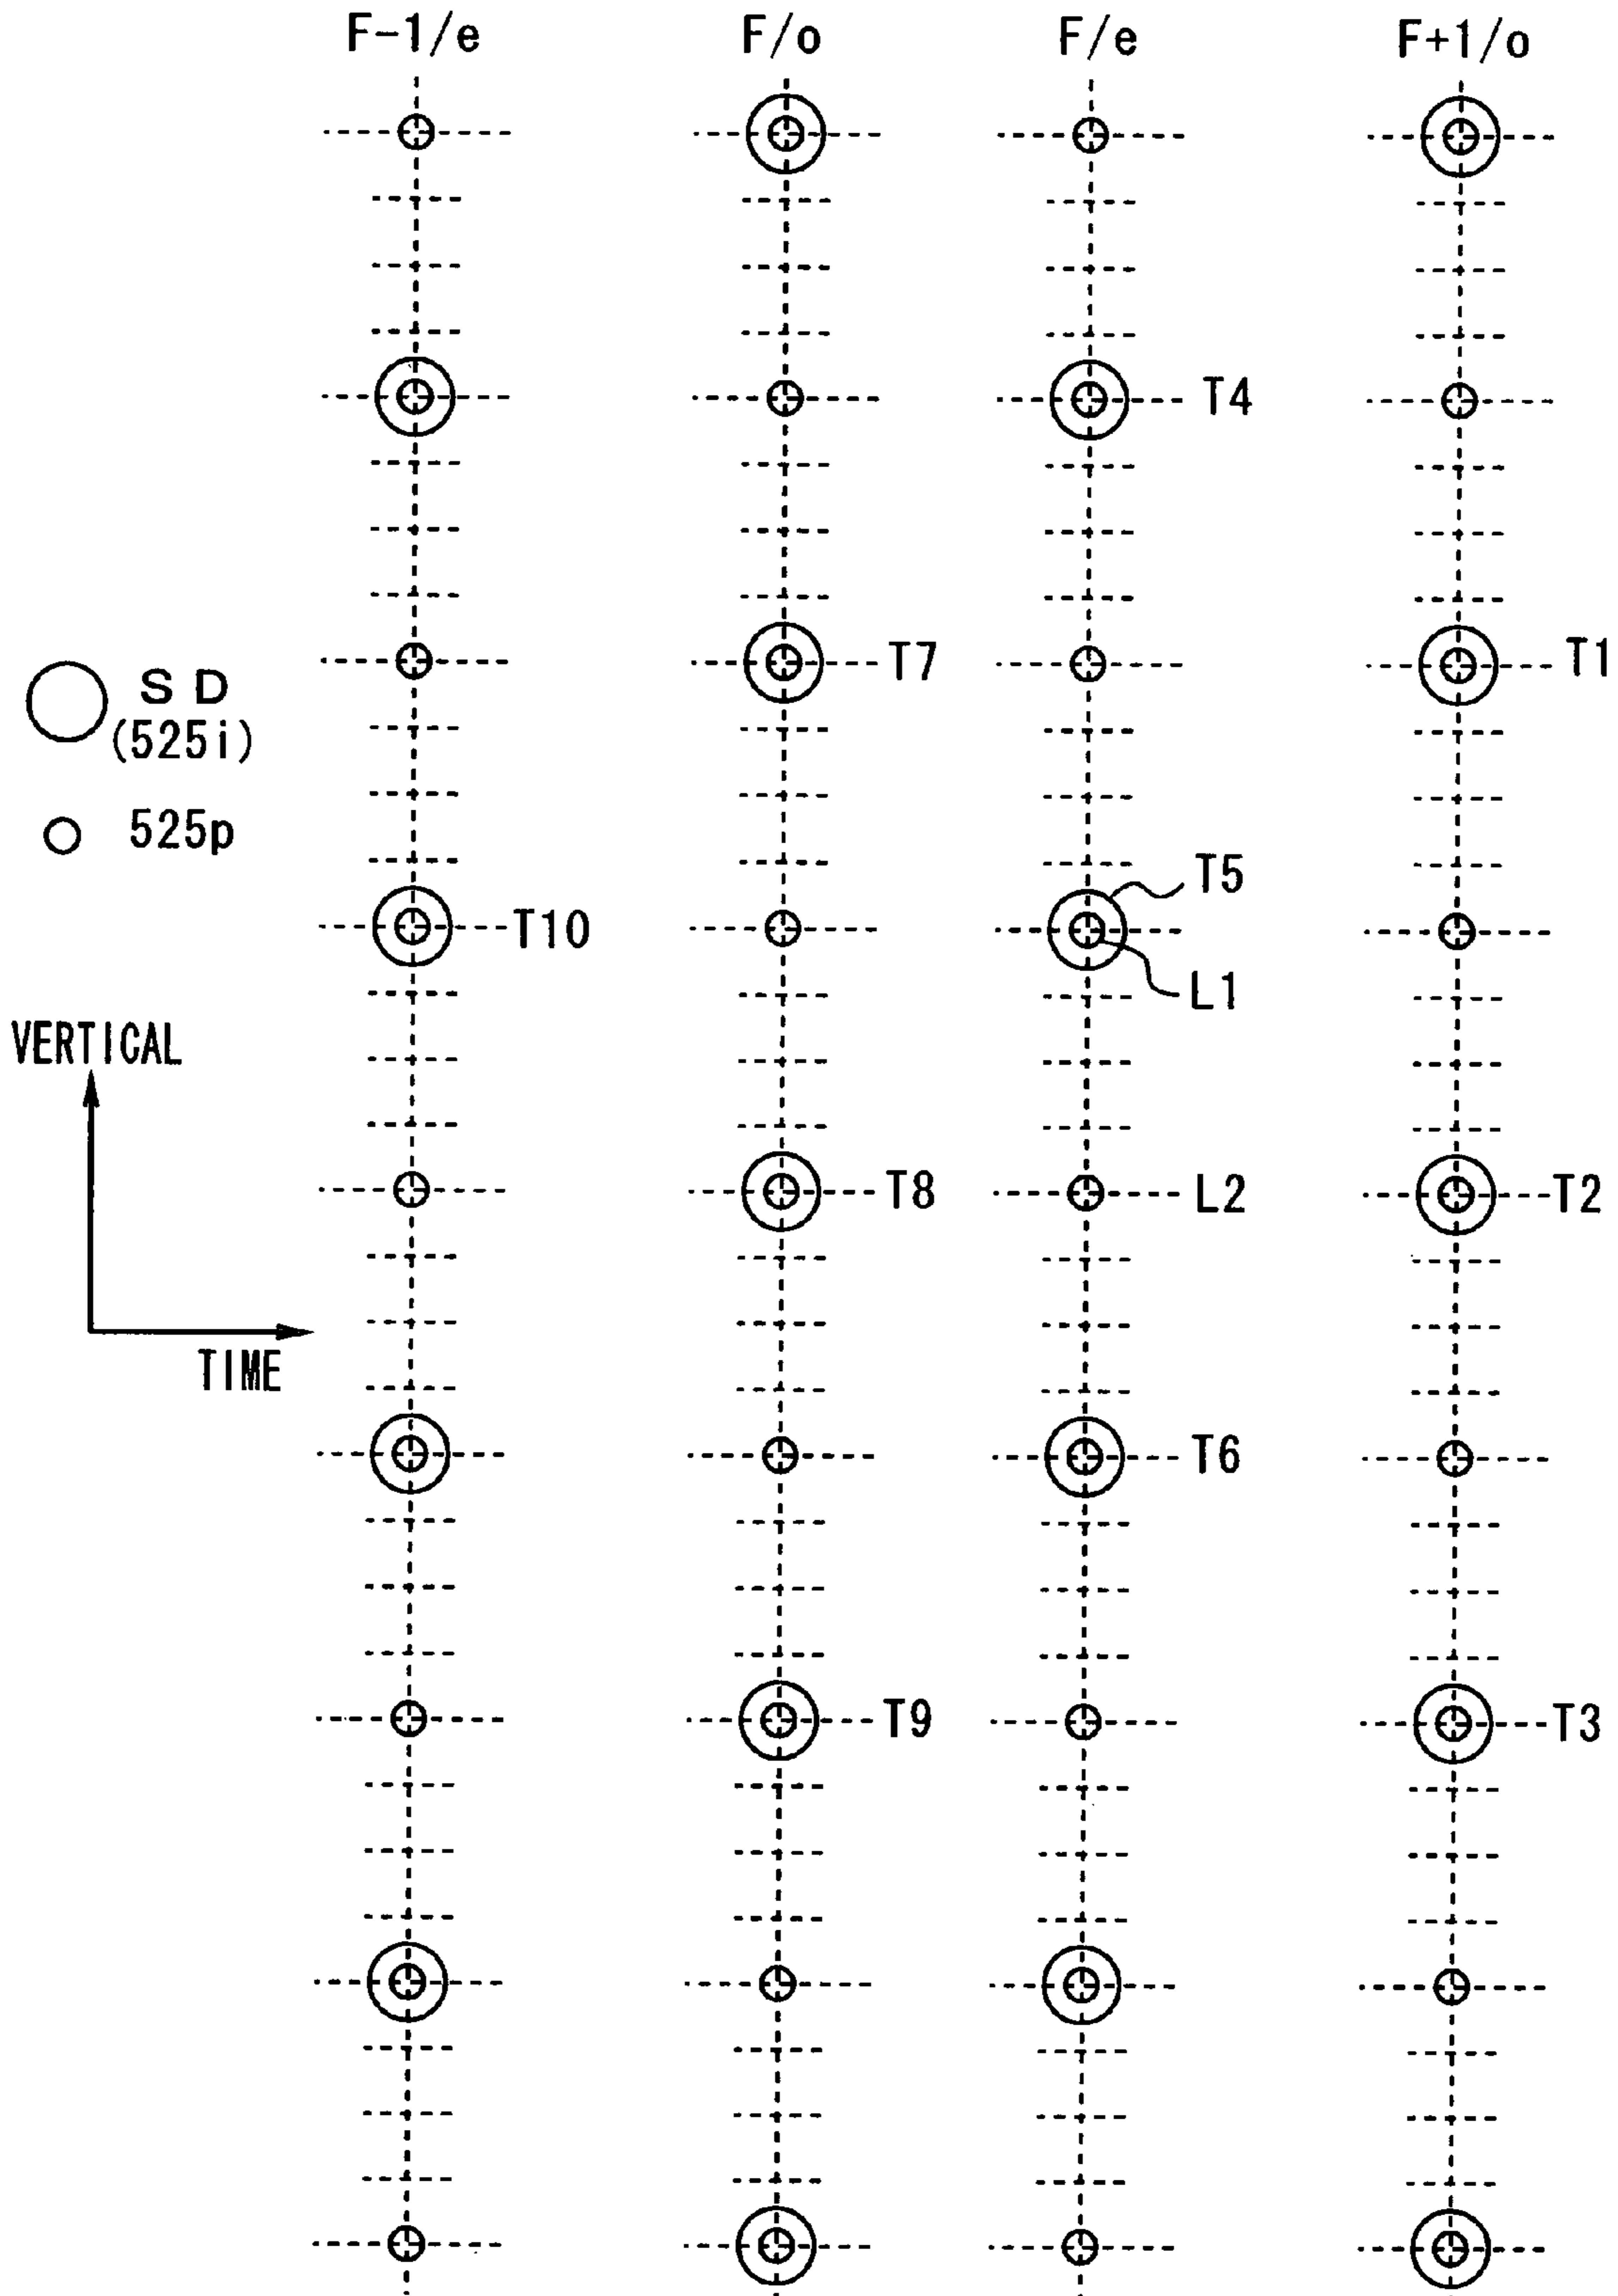 F-1/e F/o F/e F+1/o
T4
T7 T1
SD
(525i)
525p
T5
T10
L1
VERTICAL
T8 L2 T2
TIME
T6
T9 T3